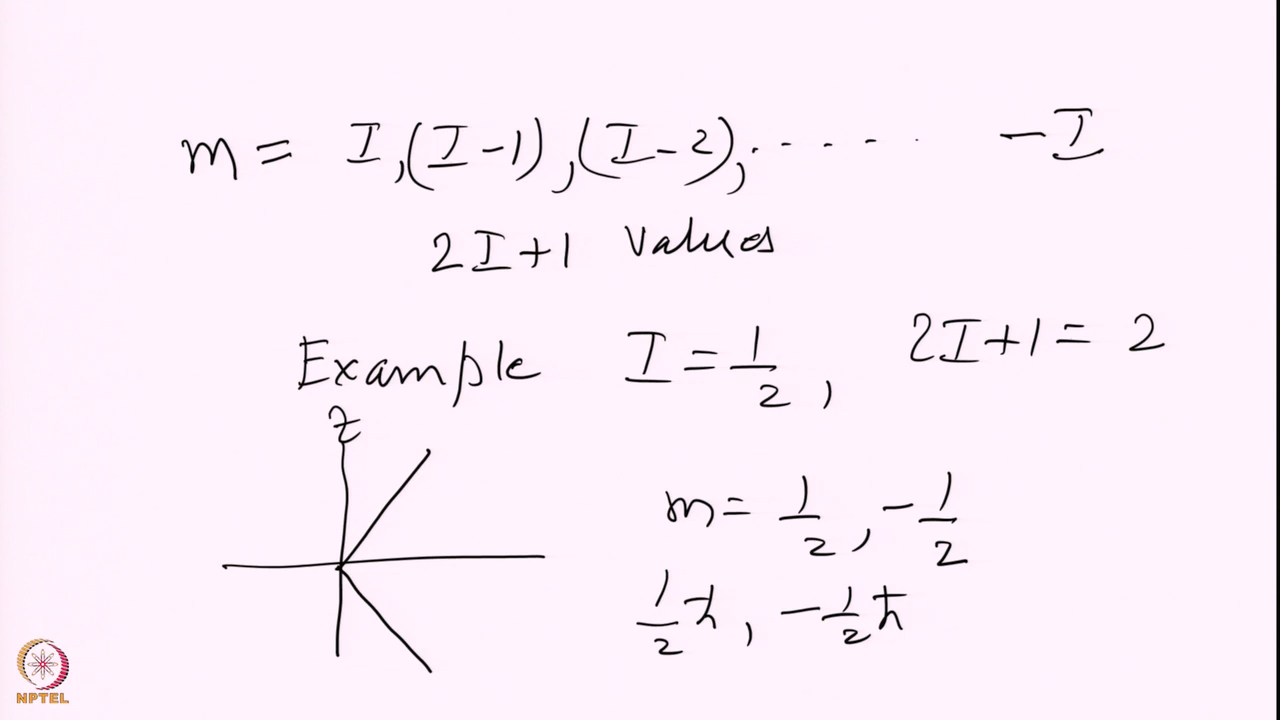 m = I, (I-1), (I-2), ..... -I
2I+1 values
Example I = 1/2, 2I+1 = 2
z
m = 1/2, -1/2
1/2 ħ, -1/2 ħ
NPTEL